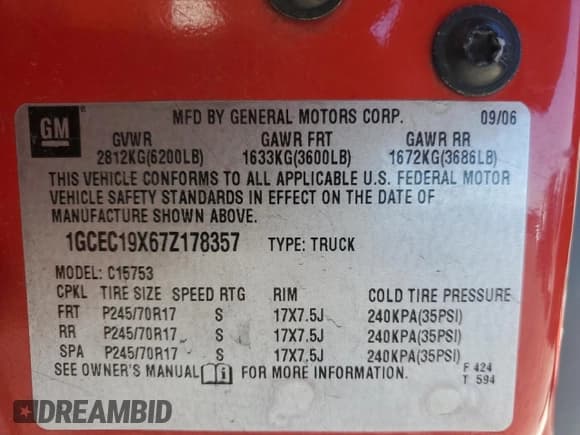 GM
®
MFD BY GENERAL MOTORS CORP. 09/06
GVWR GAWR FRT GAWR RR
2812KG(6200LB) 1633KG(3600LB) 1672KG(3686LB)
THIS VEHICLE CONFORMS TO ALL APPLICABLE U.S. FEDERAL MOTOR
VEHICLE SAFETY STANDARDS IN EFFECT ON THE DATE OF
MANUFACTURE SHOWN ABOVE.
1GCEC19X67Z178357 TYPE: TRUCK
MODEL: C15753
CPKL TIRE SIZE SPEED RTG RIM COLD TIRE PRESSURE
FRT P245/70R17 S 17X7.5J 240KPA(35PSI)
RR P245/70R17 S 17X7.5J 240KPA(35PSI)
SPA P245/70R17 S 17X7.5J 240KPA(35PSI)
SEE OWNER'S MANUAL i FOR MORE INFORMATION. F 424
T 594
DREAMBID